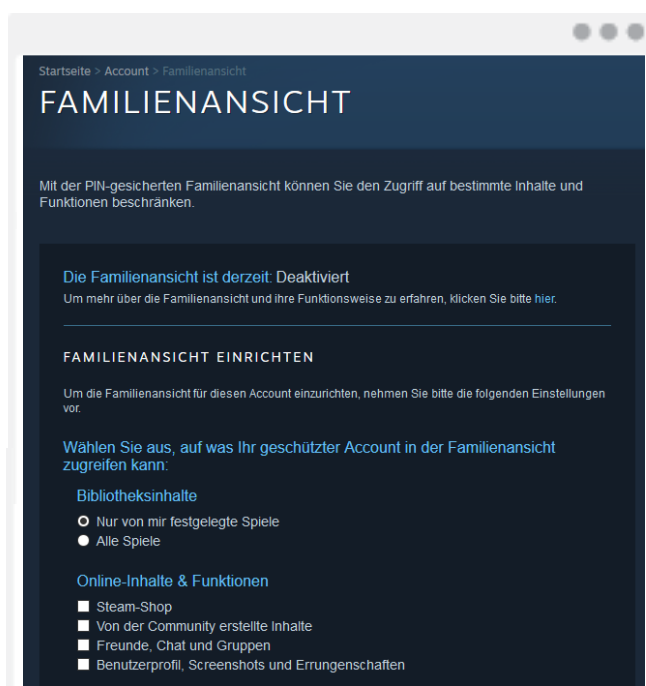 Startseite > Account > Familienansicht
FAMILIENANSICHT
Mit der PIN-gesicherten Familienansicht können Sie den Zugriff auf bestimmte Inhalte und
Funktionen beschränken.
Die Familienansicht ist derzeit: Deaktiviert
Um mehr über die Familienansicht und ihre Funktionsweise zu erfahren, klicken Sie bitte hier.
FAMILIENANSICHT EINRICHTEN
Um die Familienansicht für diesen Account einzurichten, nehmen Sie bitte die folgenden Einstellungen
vor.
Wählen Sie aus, auf was Ihr geschützter Account in der Familienansicht
zugreifen kann:
Bibliotheksinhalte
Nur von mir festgelegte Spiele
Alle Spiele
Online-Inhalte & Funktionen
Steam-Shop
Von der Community erstellte Inhalte
Freunde, Chat und Gruppen
Benutzerprofil, Screenshots und Errungenschaften